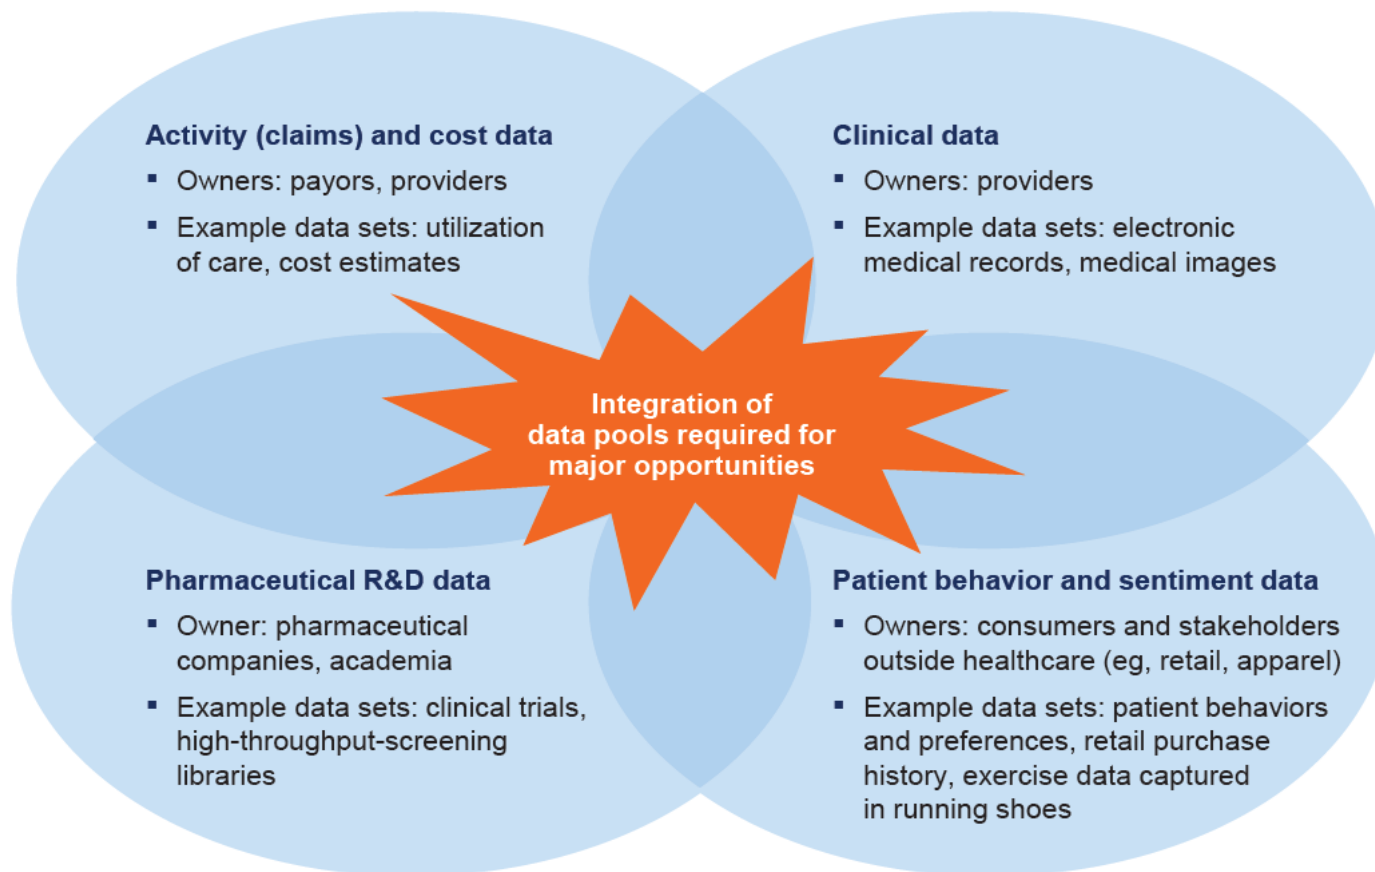 Activity (claims) and cost data
▪ Owners: payors, providers
▪ Example data sets: utilization
of care, cost estimates
Clinical data
▪ Owners: providers
▪ Example data sets: electronic
medical records, medical images
Integration of
data pools required for
major opportunities
Pharmaceutical R&D data
▪ Owner: pharmaceutical
companies, academia
▪ Example data sets: clinical trials,
high-throughput-screening
libraries
Patient behavior and sentiment data
▪ Owners: consumers and stakeholders
outside healthcare (eg, retail, apparel)
▪ Example data sets: patient behaviors
and preferences, retail purchase
history, exercise data captured
in running shoes